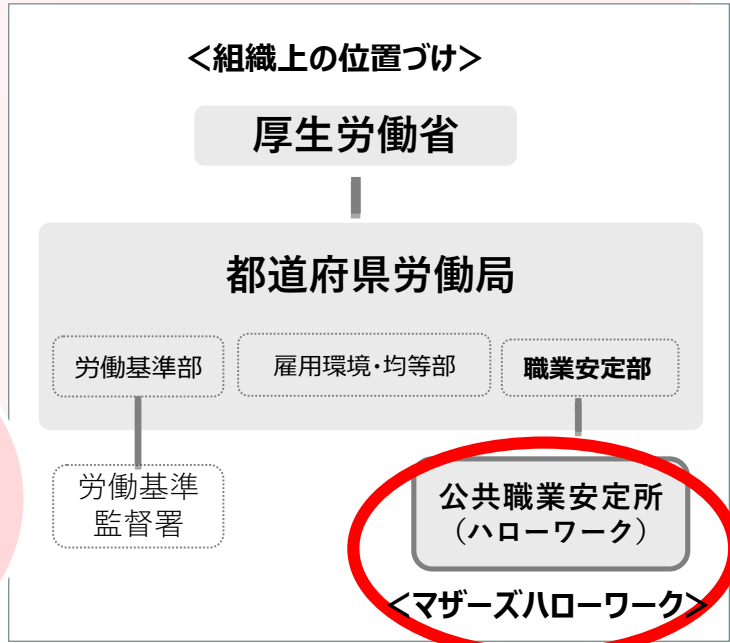 ＜組織上の位置づけ＞
厚生労働省
都道府県労働局
労働基準部
雇用環境・均等部
職業安定部
労働基準
監督署
公共職業安定所
（ハローワーク）
＜マザーズハローワーク＞